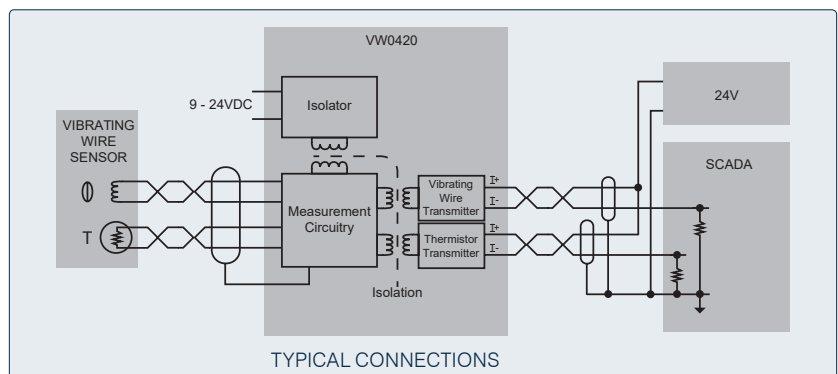 VW0420
9 - 24VDC
Isolator
24V
VIBRATING
WIRE
SENSOR
SCADA
T
Measurement
Circuitry
Vibrating
Wire
Transmitter
I+
I-
Thermistor
Transmitter
I+
I-
Isolation
TYPICAL CONNECTIONS